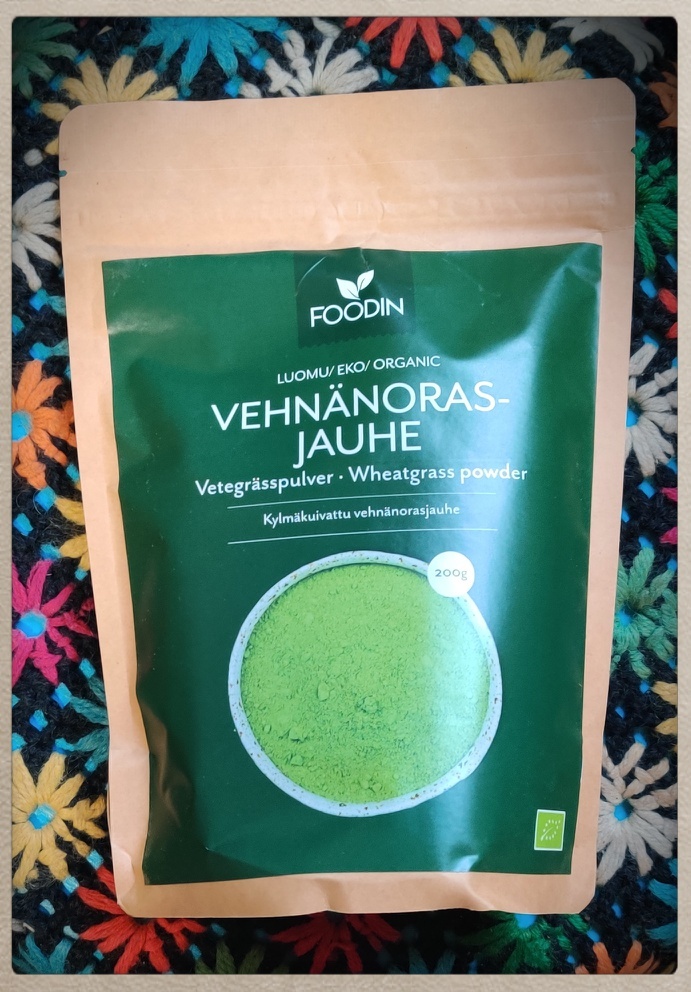 FOODIN
LUOMU/ EKO/ ORGANIC
VEHNÄNORAS-
JAUHE
Vetegrässpulver · Wheatgrass powder
Kylmäkuivattu vehnänorasjauhe
200g